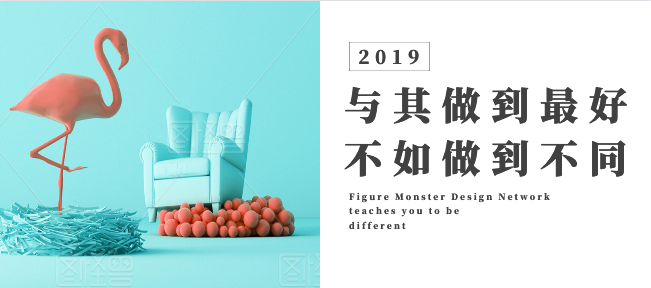 2019
与其做到最好
不如做到不同
Figure Monster Design Network
teaches you to be
different